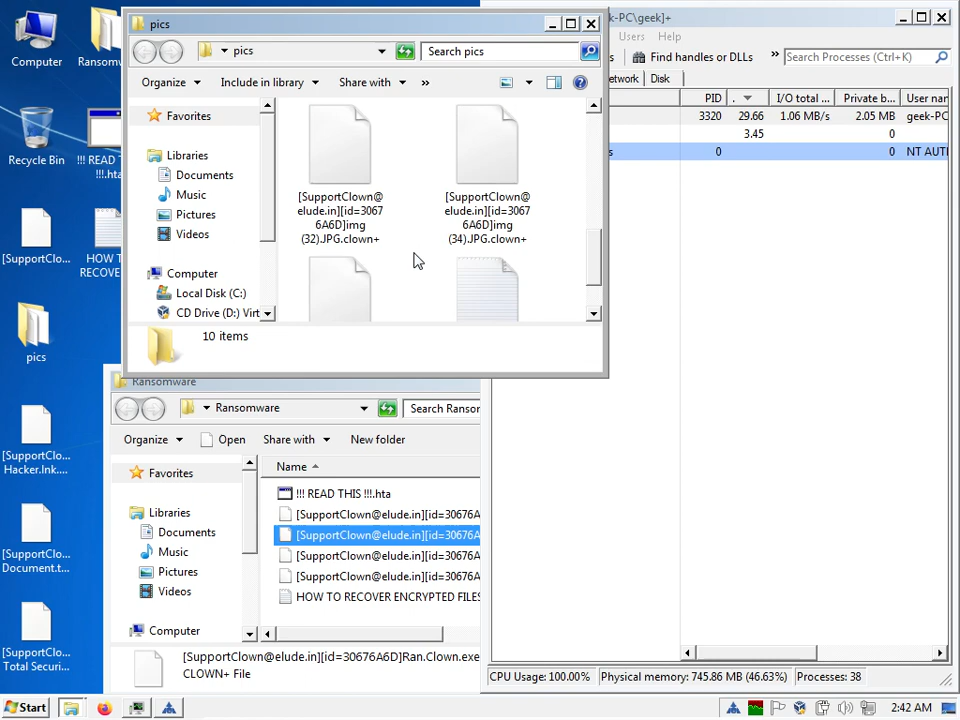 Computer
Ransomw
pics
Search pics
Organize
Include in library
Share with
»
Favorites
Libraries
Documents
Music
Pictures
Videos
Computer
Local Disk (C:)
CD Drive (D:) Virt
[SupportClown@
elude.in][id=3067
6A6D]img
(32).JPG.clown+
[SupportClown@
elude.in][id=3067
6A6D]img
(34).JPG.clown+
10 items
Recycle Bin
!!! READ THIS
!!!.hta
[SupportClo...
HOW TO
RECOVER
pics
[SupportClo...
Hacker.lnk....
[SupportClo...
Document.t...
[SupportClo...
Total Securi...
k-PC\geek]+
Users
Help
Find handles or DLLs
»
Search Processes (Ctrl+K)
etwork
Disk
PID
I/O total ...
Private b...
User nam
3320
29.66
1.06 MB/s
2.05 MB
geek-PC
3.45
0
s
0
0
NT AUT
Ransomware
Ransomware
Search Ransor
Organize
Open
Share with
New folder
Favorites
Libraries
Documents
Music
Pictures
Videos
Computer
Name
!!! READ THIS !!!.hta
[SupportClown@elude.in][id=30676A
[SupportClown@elude.in][id=30676A
[SupportClown@elude.in][id=30676A
[SupportClown@elude.in][id=30676A
HOW TO RECOVER ENCRYPTED FILES
[SupportClown@elude.in][id=30676A6D]Ran.Clown.exe
CLOWN+ File
CPU Usage: 100.00%
Physical memory: 745.86 MB (46.63%)
Processes: 38
Start
2:42 AM